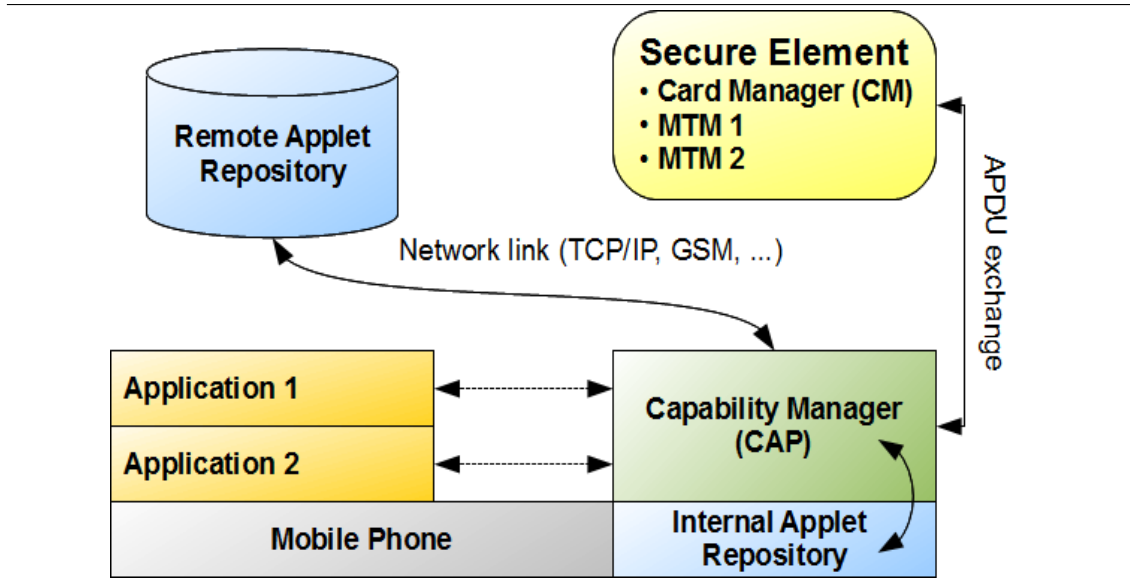 Secure Element
• Card Manager (CM)
• MTM 1
• MTM 2
Remote Applet
Repository
APDU exchange
Network link (TCP/IP, GSM, ...)
Application 1
Application 2
Capability Manager
(CAP)
Mobile Phone
Internal Applet
Repository